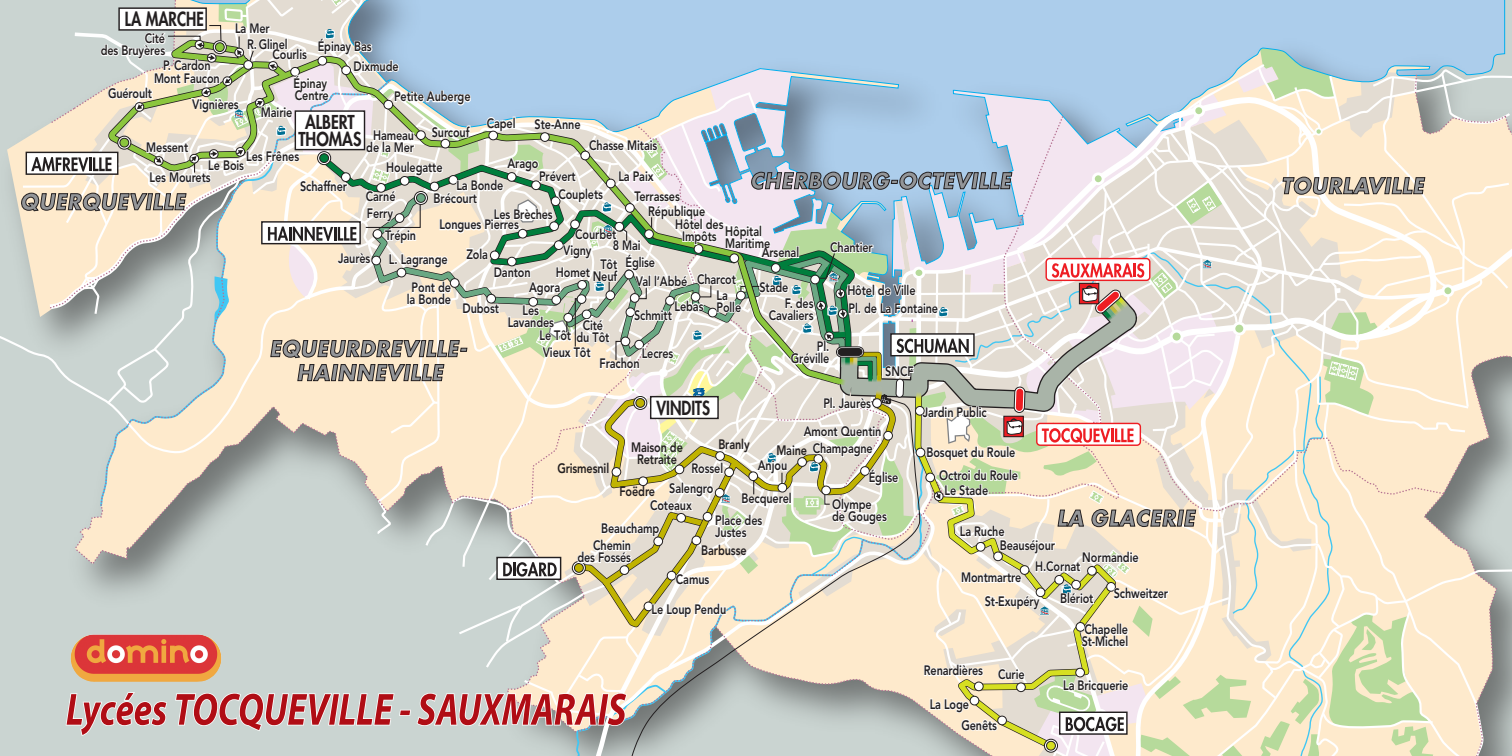 LA MARCHE
La Mer
Cité
des Bruyères
R. Glinel
Épinay Bas
Courlis
P. Cardon
Dixmude
Mont Faucon
Épinay
Centre
Guéroult
Vignières
Mairie
Petite Auberge
ALBERT
THOMAS
Hameau
de la Mer
Surcouf
Capel
Ste-Anne
Chasse Mitais
AMFREVILLE
Messent
Les Mourets
Le Bois
Les Frênes
QUERQUEVILLE
Schaffner
Houlegatte
Carné
La Bonde
Arago
Prévert
Couplets
La Paix
Terrasses
CHERBOURG-OCTEVILLE
TOURLAVILLE
Brécourt
Ferry
HAINNEVILLE
Trépin
Jaurès
L. Lagrange
Les Brèches
Longues Pierres
Zola
Danton
Courbet
Vigny
8 Mai
République
Hôtel des
Impôts
Hôpital
Maritime
Arsenal
Chantier
Pont de
la Bonde
Dubost
Agora
Homet
Tôt
Neuf
Église
Val l'Abbé
Charcot
Stade
Les
Lavandes
Le Tôt
Cité
du Tôt
Vieux Tôt
Schmitt
Lebas
La
Polle
F. des
Cavaliers
Hôtel de Ville
Pl. de La Fontaine
SAUXMARAIS
Frachon
Lecres
Pl.
Gréville
SCHUMAN
SNCF
EQUEURDREVILLE-
HAINNEVILLE
VINDITS
Pl. Jaurès
Jardin Public
TOCQUEVILLE
Amont Quentin
Maison de
Retraite
Branly
Maine
Champagne
Bosquet du Roule
Grismesnil
Rossel
Anjou
Église
Octroi du Roule
Foëdre
Salengro
Becquerel
Le Stade
Olympe
de Gouges
Coteaux
Place des
Justes
Beauchamp
Barbusse
LA GLACERIE
La Ruche
Beauséjour
Chemin
des Fossés
DIGARD
Camus
Le Loup Pendu
Montmartre
H.Cornat
Normandie
St-Exupéry
Blériot
Schweitzer
Chapelle
St-Michel
domino
Renardières
Curie
La Bricquerie
La Loge
Genêts
BOCAGE
Lycées TOCQUEVILLE - SAUXMARAIS